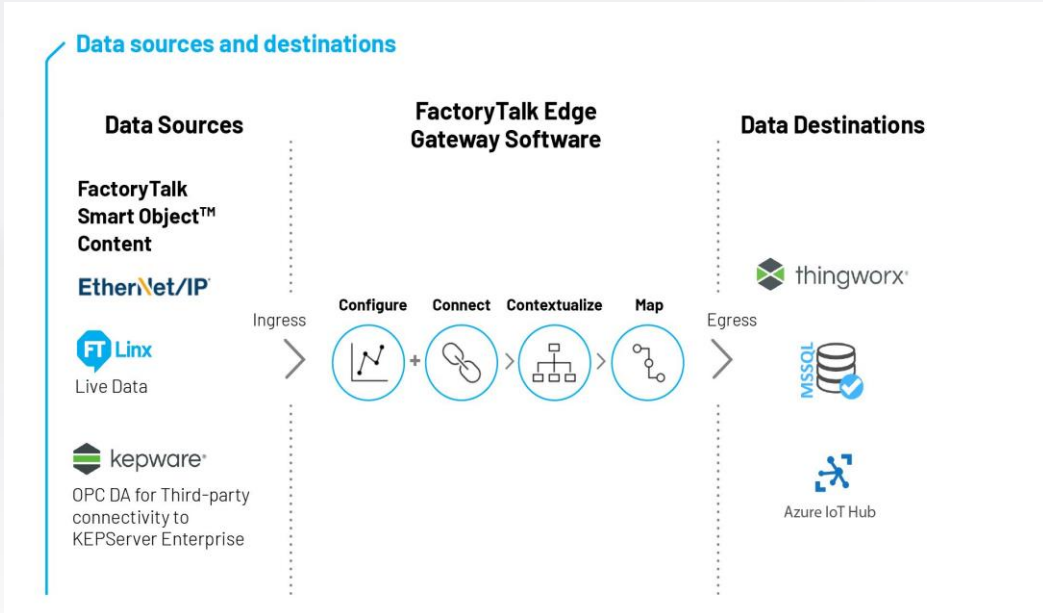 Data sources and destinations
Data Sources
FactoryTalk Edge
Gateway Software
Data Destinations
FactoryTalk
Smart Object™
Content
EtherNet/IP
FT Linx
Live Data
kepware®
OPC DA for Third-party
connectivity to
KEPServer Enterprise
Ingress
Configure
Connect
Contextualize
Map
+
>
>
Egress
thingworx®
MSSQL
Azure IoT Hub